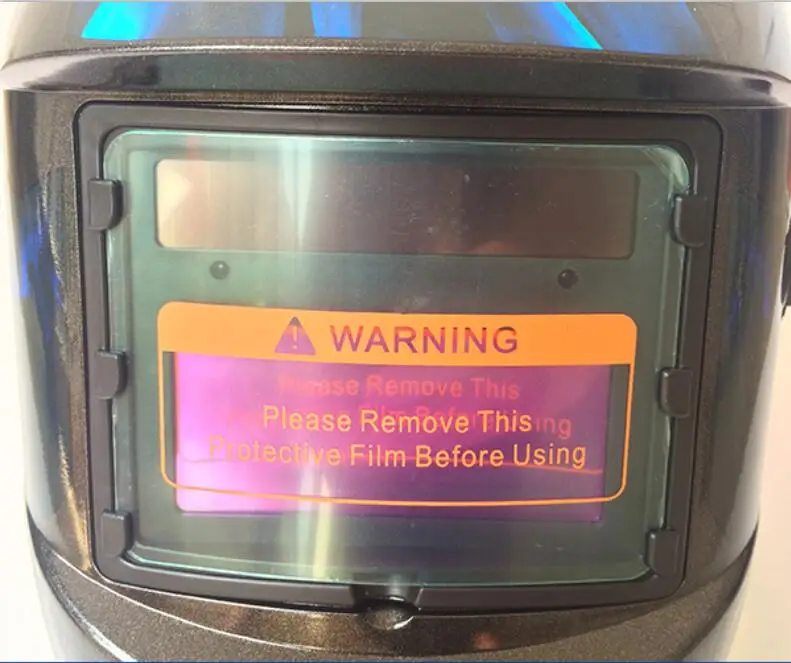 WARNING
Please Remove This
Protective Film Before Using